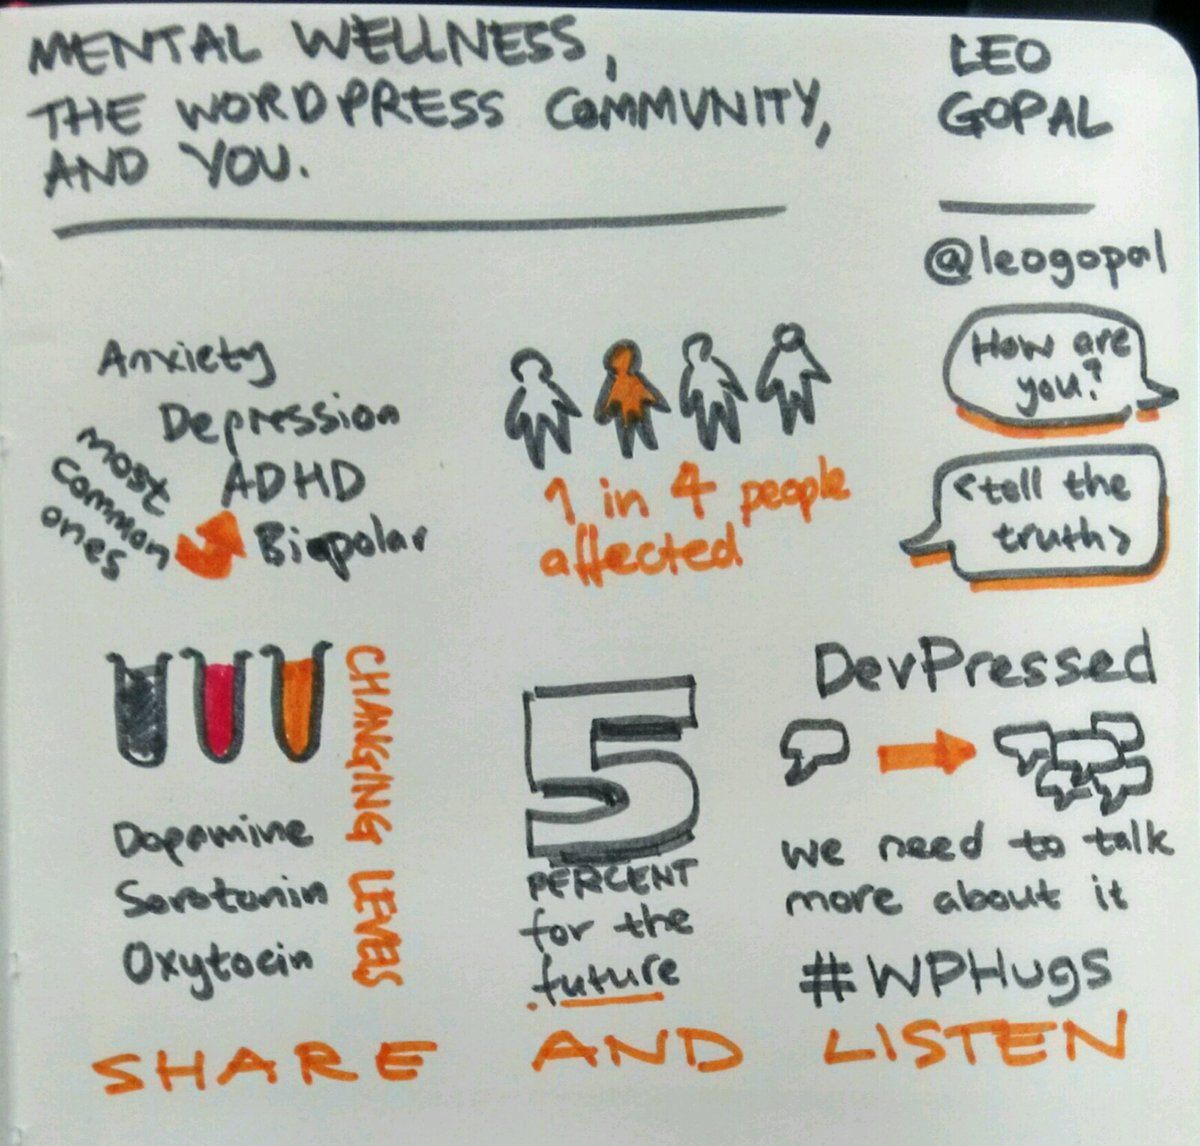 MENTAL WELLNESS,
THE WORDPRESS COMMUNITY,
AND YOU.
LEO
GOPAL
@leogopal
How are
you?
<tell the
truth>
Anxiety
Depression
ADHD
Bipolar
most
common
ones
1 in 4 people
affected
CHANGING LEVELS
Dopamine
Serotonin
Oxytocin
5
PERCENT
for the
future
DevPressed
we need to talk
more about it
#WPHugs
SHARE AND LISTEN